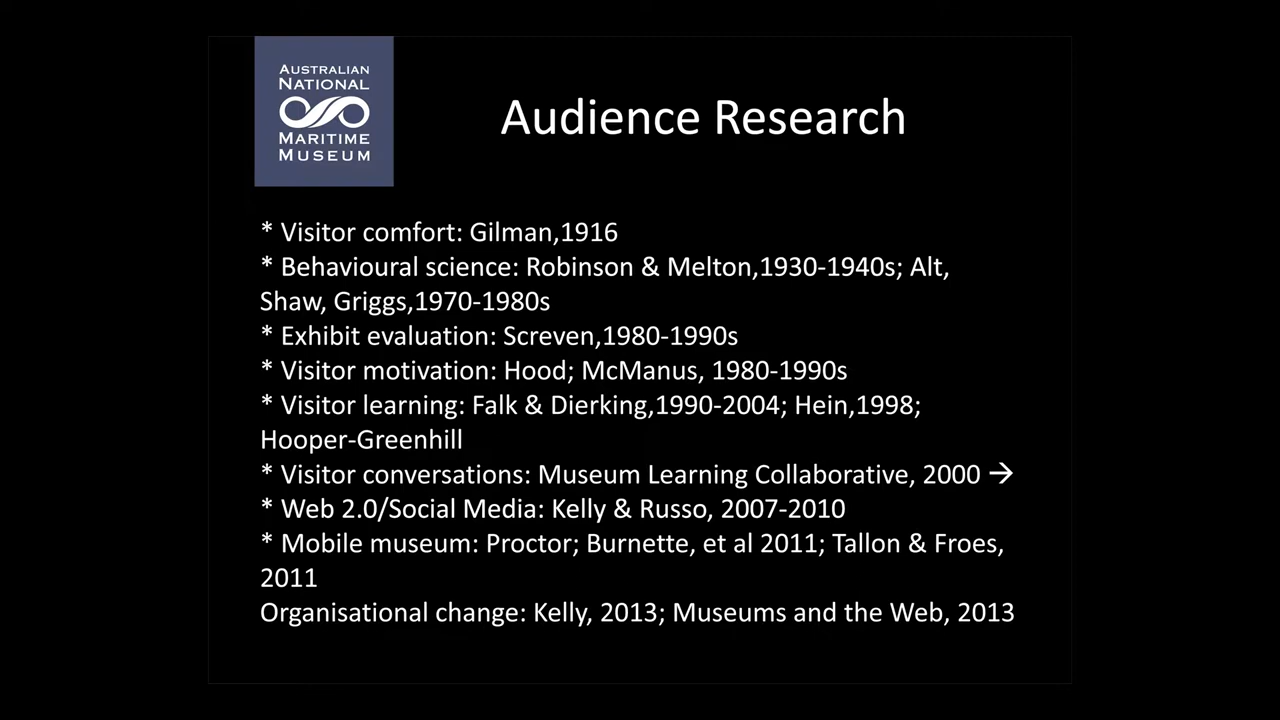 AUSTRALIAN
NATIONAL
MARITIME
MUSEUM
Audience Research
* Visitor comfort: Gilman,1916
* Behavioural science: Robinson & Melton,1930-1940s; Alt,
Shaw, Griggs,1970-1980s
* Exhibit evaluation: Screven,1980-1990s
* Visitor motivation: Hood; McManus, 1980-1990s
* Visitor learning: Falk & Dierking,1990-2004; Hein,1998;
Hooper-Greenhill
* Visitor conversations: Museum Learning Collaborative, 2000 →
* Web 2.0/Social Media: Kelly & Russo, 2007-2010
* Mobile museum: Proctor; Burnette, et al 2011; Tallon & Froes,
2011
Organisational change: Kelly, 2013; Museums and the Web, 2013